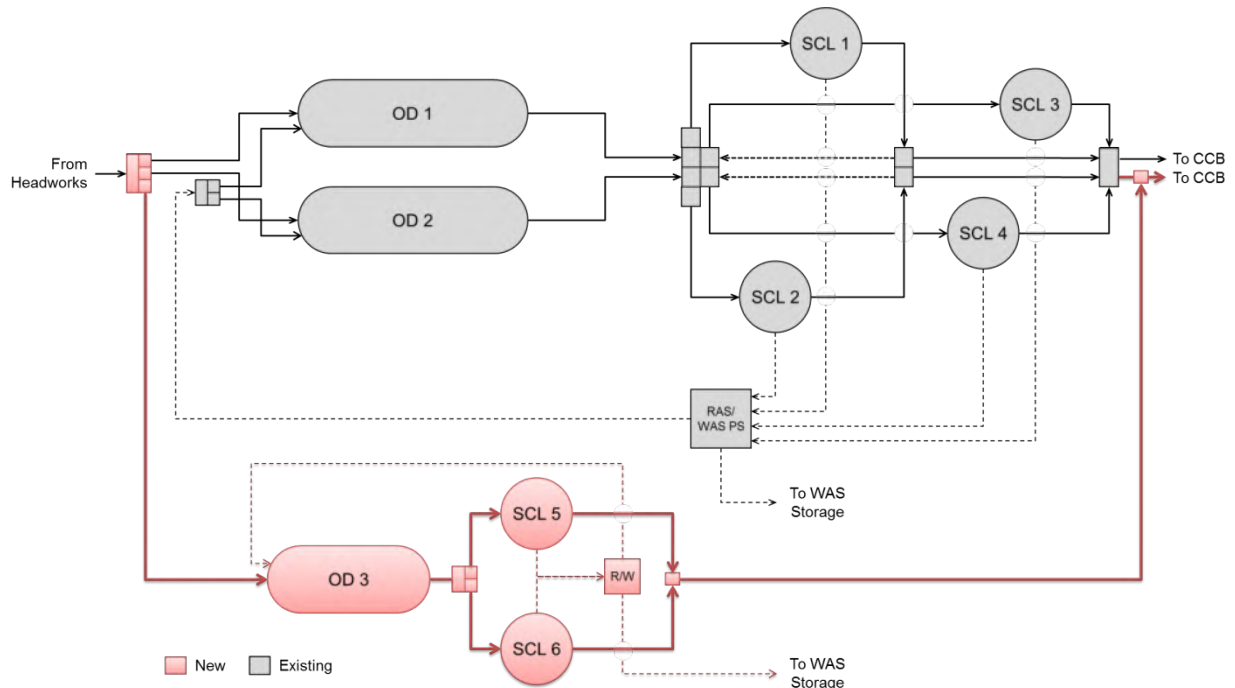 SCL 1
SCL 3
OD 1
From
Headworks
To CCB
To CCB
OD 2
SCL 4
SCL 2
RAS/
WAS PS
To WAS
Storage
SCL 5
OD 3
R/W
SCL 6
New
Existing
To WAS
Storage